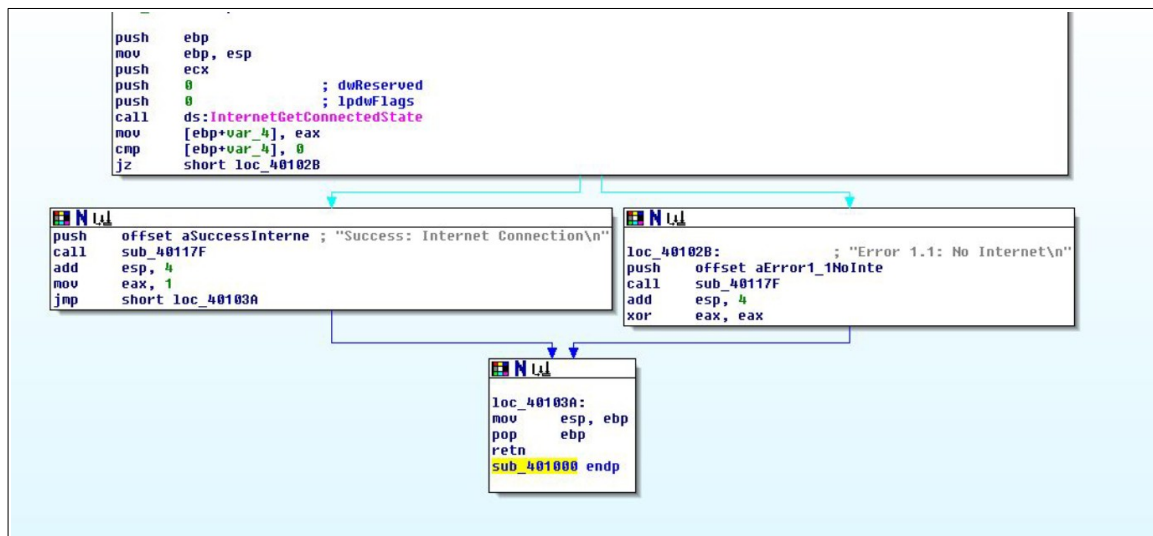 push ebp
mov ebp, esp
push ecx
push 0 ; dwReserved
push 0 ; lpdwFlags
call ds:InternetGetConnectedState
mov [ebp+var_4], eax
cmp [ebp+var_4], 0
jz short loc_40102B
push offset aSuccessInterne ; "Success: Internet Connection\n"
call sub_40117F
add esp, 4
mov eax, 1
jmp short loc_40103A
loc_40102B: ; "Error 1.1: No Internet\n"
push offset aError1_1NoInte
call sub_40117F
add esp, 4
xor eax, eax
loc_40103A:
mov esp, ebp
pop ebp
retn
sub_401000 endp